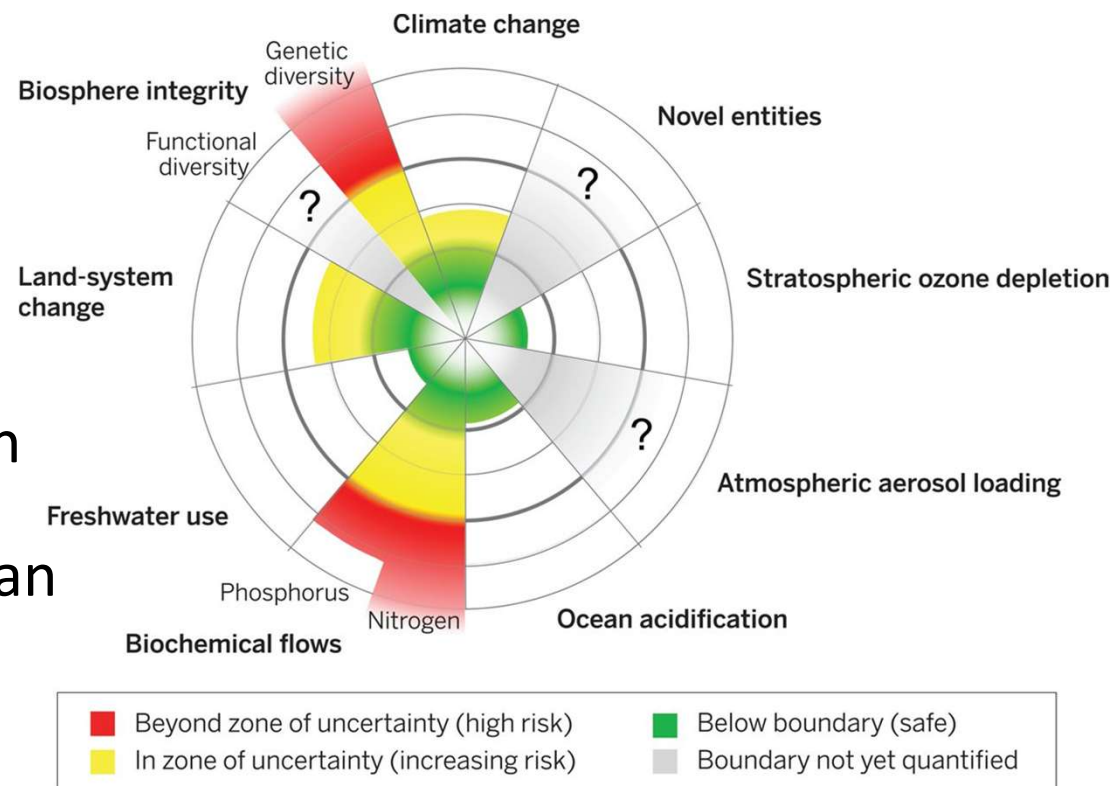 Climate change
Genetic
diversity
Biosphere integrity
Novel entities
Functional
diversity
?
?
Land-system
change
Stratospheric ozone depletion
?
n
Atmospheric aerosol loading
Freshwater use
an
Phosphorus
Nitrogen
Ocean acidification
Biochemical flows
Beyond zone of uncertainty (high risk)
In zone of uncertainty (increasing risk)
Below boundary (safe)
Boundary not yet quantified